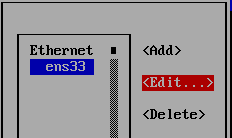 Ethernet
ens33
<Add>
<Edit...>
<Delete>